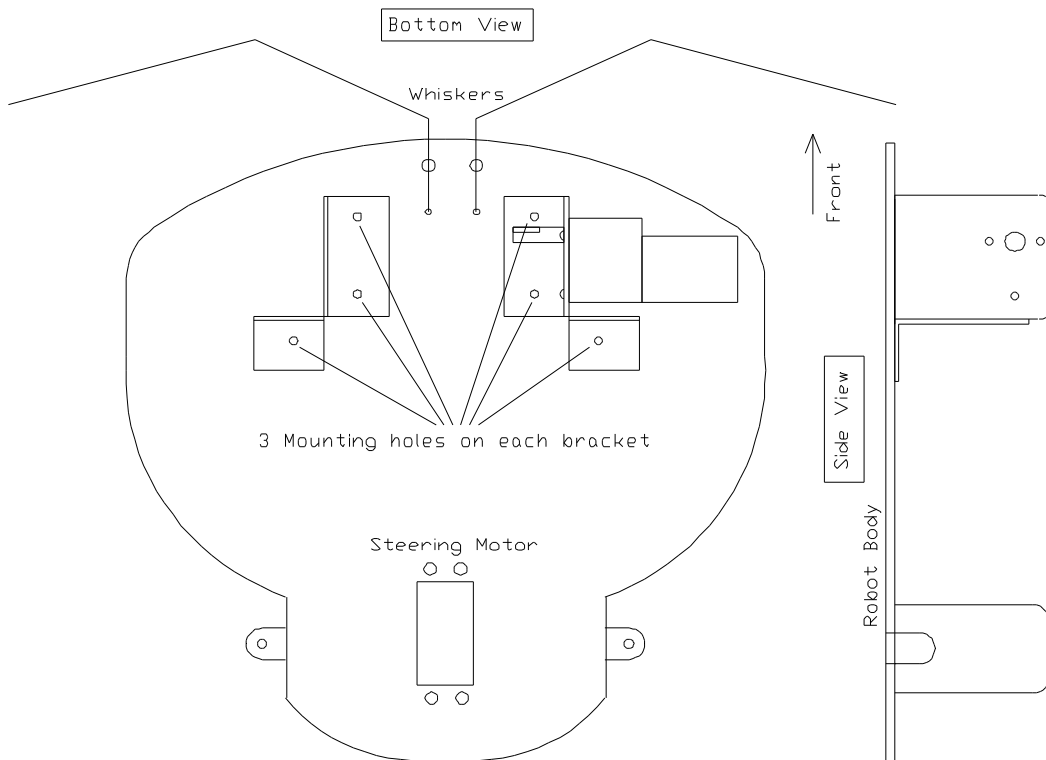 Bottom View
Whiskers
Front
3 Mounting holes on each bracket
Side View
Robot Body
Steering Motor